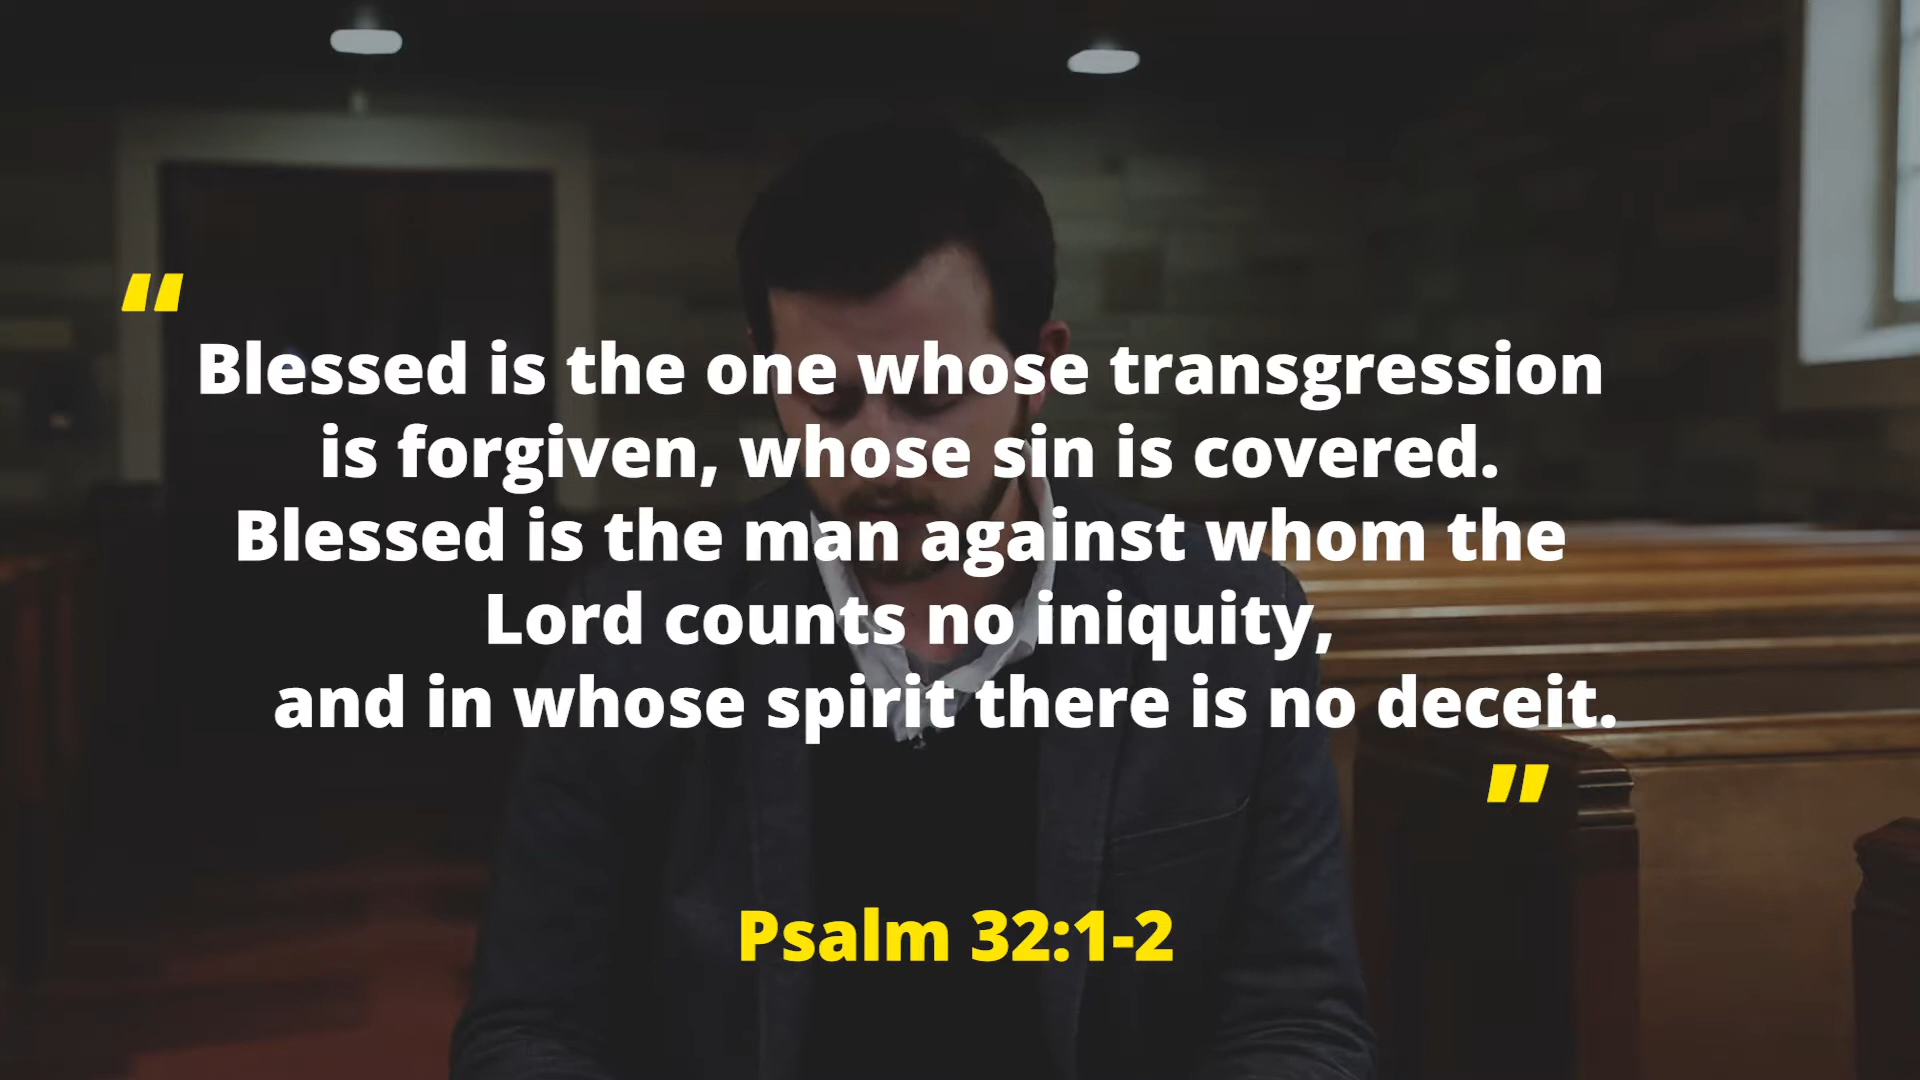 “
Blessed is the one whose transgression
is forgiven, whose sin is covered.
Blessed is the man against whom the
Lord counts no iniquity,
and in whose spirit there is no deceit.
”
Psalm 32:1-2